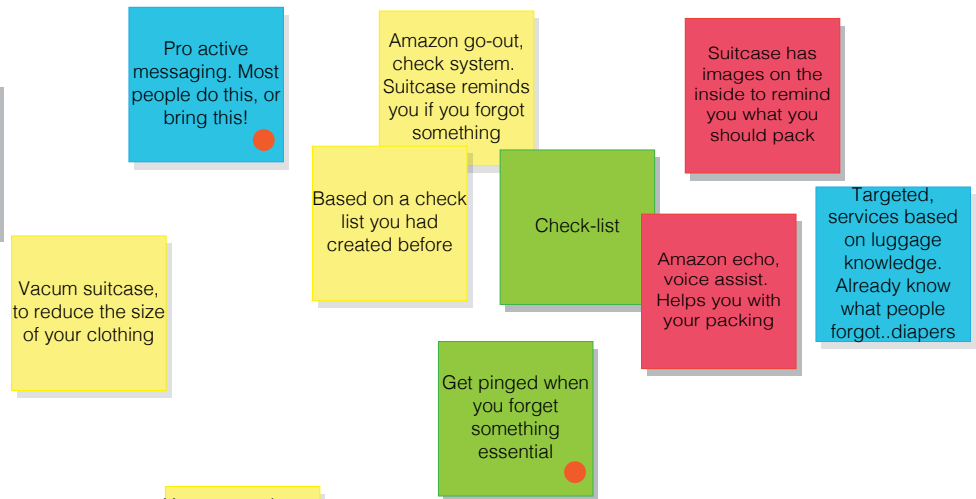 Pro active
messaging. Most
people do this, or
bring this!
Amazon go-out,
check system.
Suitcase reminds
you if you forgot
something
Suitcase has
images on the
inside to remind
you what you
should pack
Based on a check
list you had
created before
Check-list
Targeted,
services based
on luggage
knowledge.
Already know
what people
forgot..diapers
Amazon echo,
voice assist.
Helps you with
your packing
Vacum suitcase,
to reduce the size
of your clothing
Get pinged when
you forget
something
essential